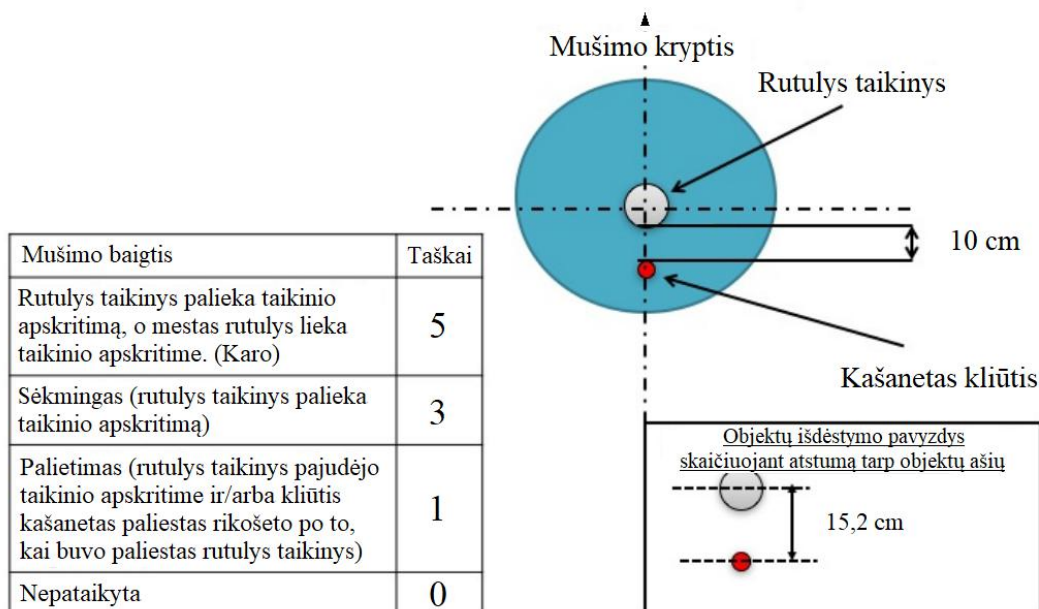 Mušimo kryptis
Rutulys taikinys
10 cm
Kašanetas kliūtis
Mušimo baigtis
Taškai
Rutulys taikinys palieka taikinio
apskritimą, o mestas rutulys lieka
taikinio apskritime. (Karo)
5
Sėkmingas (rutulys taikinys palieka
taikinio apskritimą)
3
Palietimas (rutulys taikinys pajudėjo
taikinio apskritime ir/arba kliūtis
kašanetas paliestas rikošeto po to,
kai buvo paliestas rutulys taikinys)
1
Nepataikyta
0
Objektų išdėstymo pavyzdys
skaičiuojant atstumą tarp objektų ašių
15,2 cm